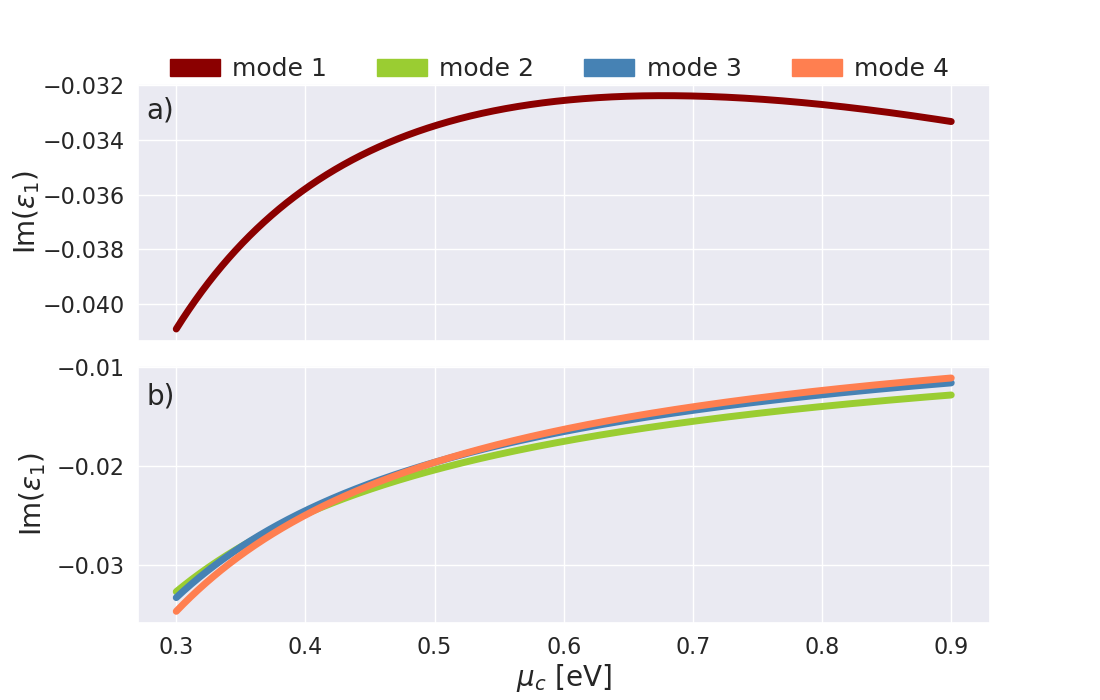 mode 1 mode 2 mode 3 mode 4
a)
−0.032
−0.034
−0.036
−0.038
−0.040
Im(ε₁)
b)
−0.01
−0.02
−0.03
Im(ε₁)
0.3 0.4 0.5 0.6 0.7 0.8 0.9
μ_c [eV]